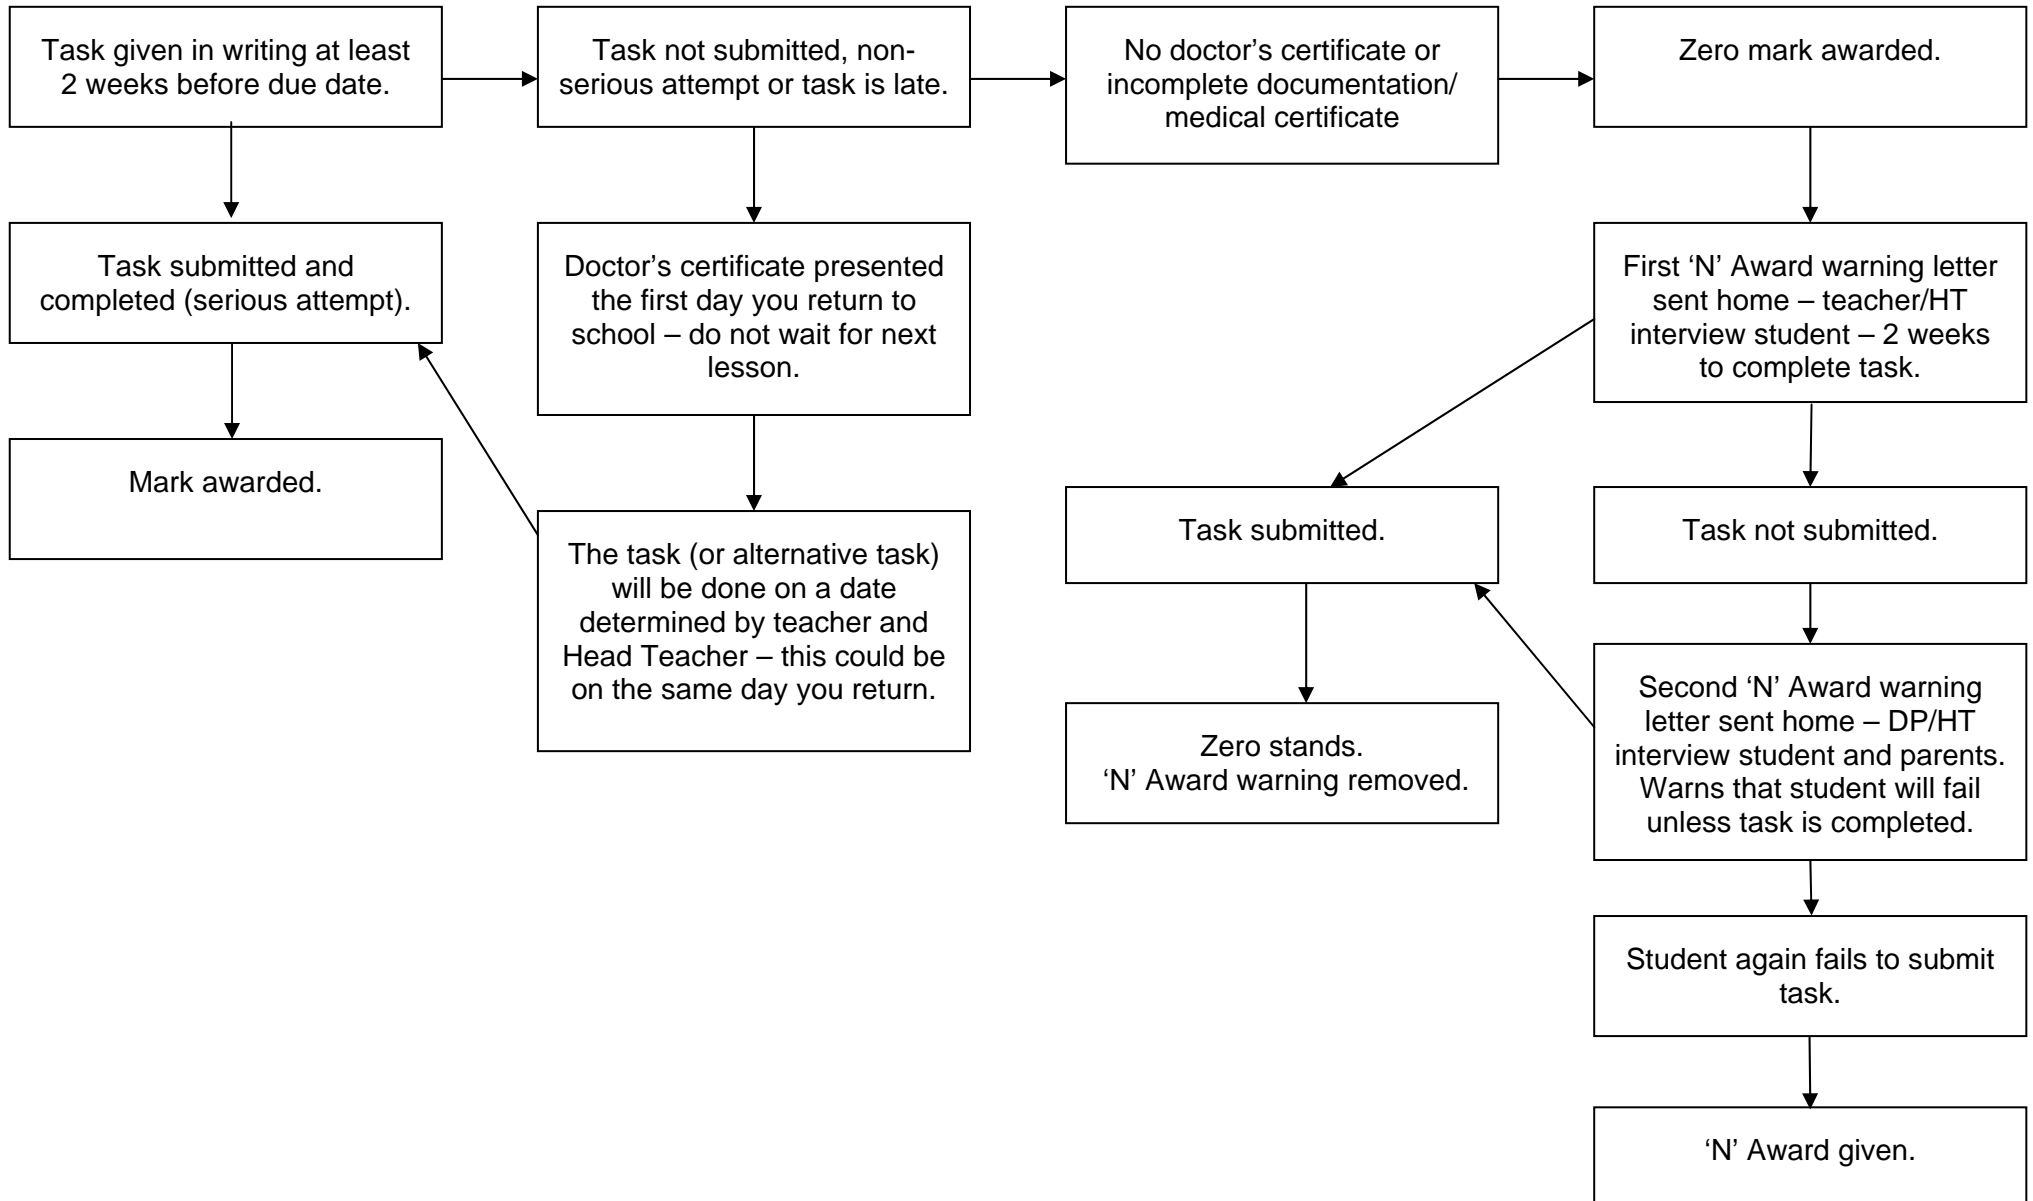 Task given in writing at least
2 weeks before due date.
Task not submitted, non-
serious attempt or task is late.
No doctor’s certificate or
incomplete documentation/
medical certificate
Zero mark awarded.
Task submitted and
completed (serious attempt).
Doctor’s certificate presented
the first day you return to
school – do not wait for next
lesson.
First ‘N’ Award warning letter
sent home – teacher/HT
interview student – 2 weeks
to complete task.
Mark awarded.
The task (or alternative task)
will be done on a date
determined by teacher and
Head Teacher – this could be
on the same day you return.
Task submitted.
Task not submitted.
Zero stands.
‘N’ Award warning removed.
Second ‘N’ Award warning
letter sent home – DP/HT
interview student and parents.
Warns that student will fail
unless task is completed.
Student again fails to submit
task.
‘N’ Award given.